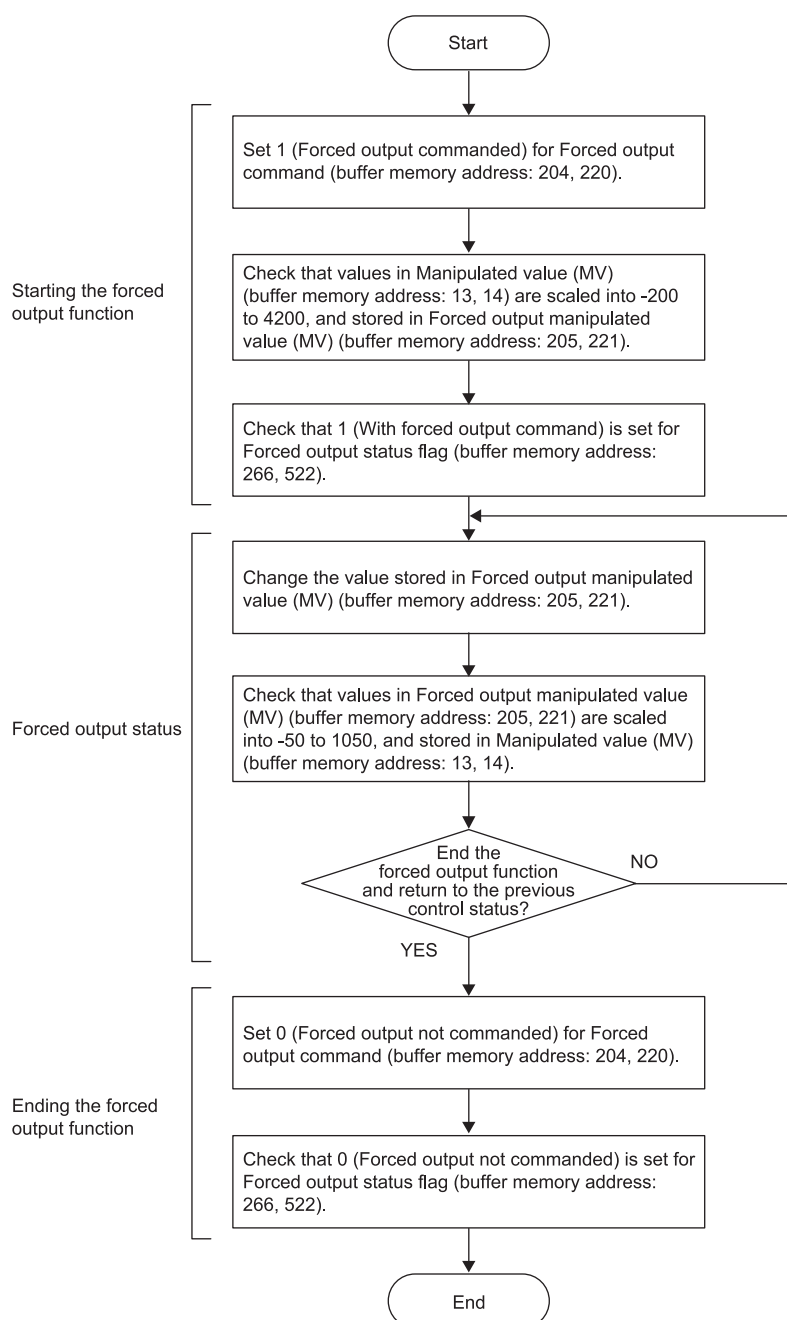 Start
Starting the forced
output function
Set 1 (Forced output commanded) for Forced output
command (buffer memory address: 204, 220).
Check that values in Manipulated value (MV)
(buffer memory address: 13, 14) are scaled into -200
to 4200, and stored in Forced output manipulated
value (MV) (buffer memory address: 205, 221).
Check that 1 (With forced output command) is set for
Forced output status flag (buffer memory address:
266, 522).
Forced output status
Change the value stored in Forced output manipulated
value (MV) (buffer memory address: 205, 221).
Check that values in Forced output manipulated value
(MV) (buffer memory address: 205, 221) are scaled
into -50 to 1050, and stored in Manipulated value (MV)
(buffer memory address: 13, 14).
End the
forced output function
and return to the previous
control status?
NO
YES
Ending the forced
output function
Set 0 (Forced output not commanded) for Forced
output command (buffer memory address: 204, 220).
Check that 0 (Forced output not commanded) is set for
Forced output status flag (buffer memory address:
266, 522).
End